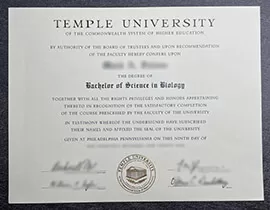 TEMPLE UNIVERSITY
OF THE COMMONWEALTH SYSTEM OF HIGHER EDUCATION
BY AUTHORITY OF THE BOARD OF TRUSTEES AND UPON RECOMMENDATION
OF THE FACULTY HEREBY CONFERS UPON
THE DEGREE OF
Bachelor of Science in Biology
TOGETHER WITH ALL THE RIGHTS PRIVILEGES AND HONORS APPERTAINING
THERETO IN RECOGNITION OF THE SATISFACTORY COMPLETION
OF THE COURSE PRESCRIBED BY THE FACULTY OF THE UNIVERSITY
IN TESTIMONY WHEREOF THE UNDERSIGNED HAVE SUBSCRIBED
THEIR NAMES AND AFFIXED THE SEAL OF THE UNIVERSITY
GIVEN AT PHILADELPHIA PENNSYLVANIA ON THIS NINTH DAY OF
TEMPLE UNIVERSITY